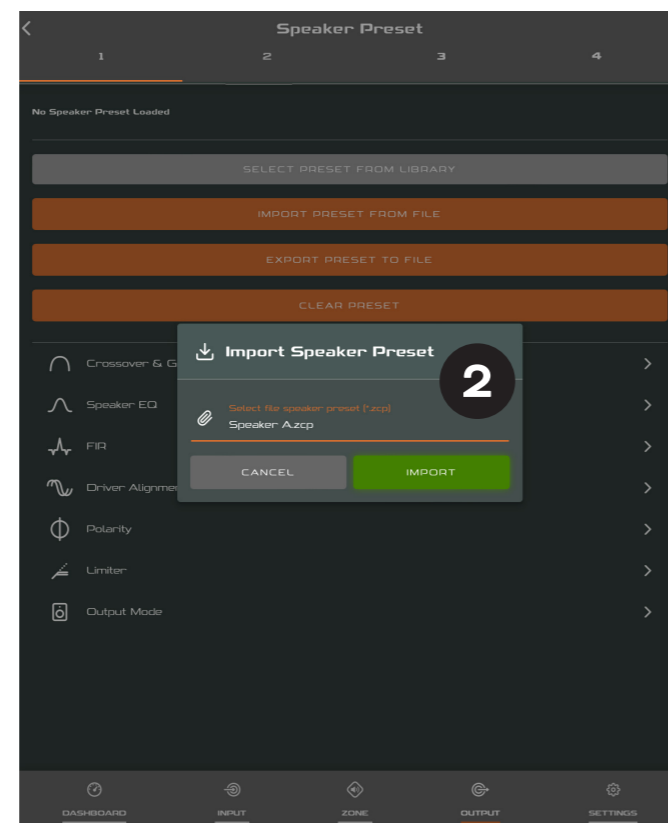 Speaker Preset
1 2 3 4
No Speaker Preset Loaded
SELECT PRESET FROM LIBRARY
IMPORT PRESET FROM FILE
EXPORT PRESET TO FILE
CLEAR PRESET
Import Speaker Preset
2
Select file speaker preset (*.zcp)
Speaker A.zcp
CANCEL IMPORT
Crossover & G
Speaker EQ
FIR
Driver Alignme
Polarity
Limiter
Output Mode
DASHBOARD INPUT ZONE OUTPUT SETTINGS